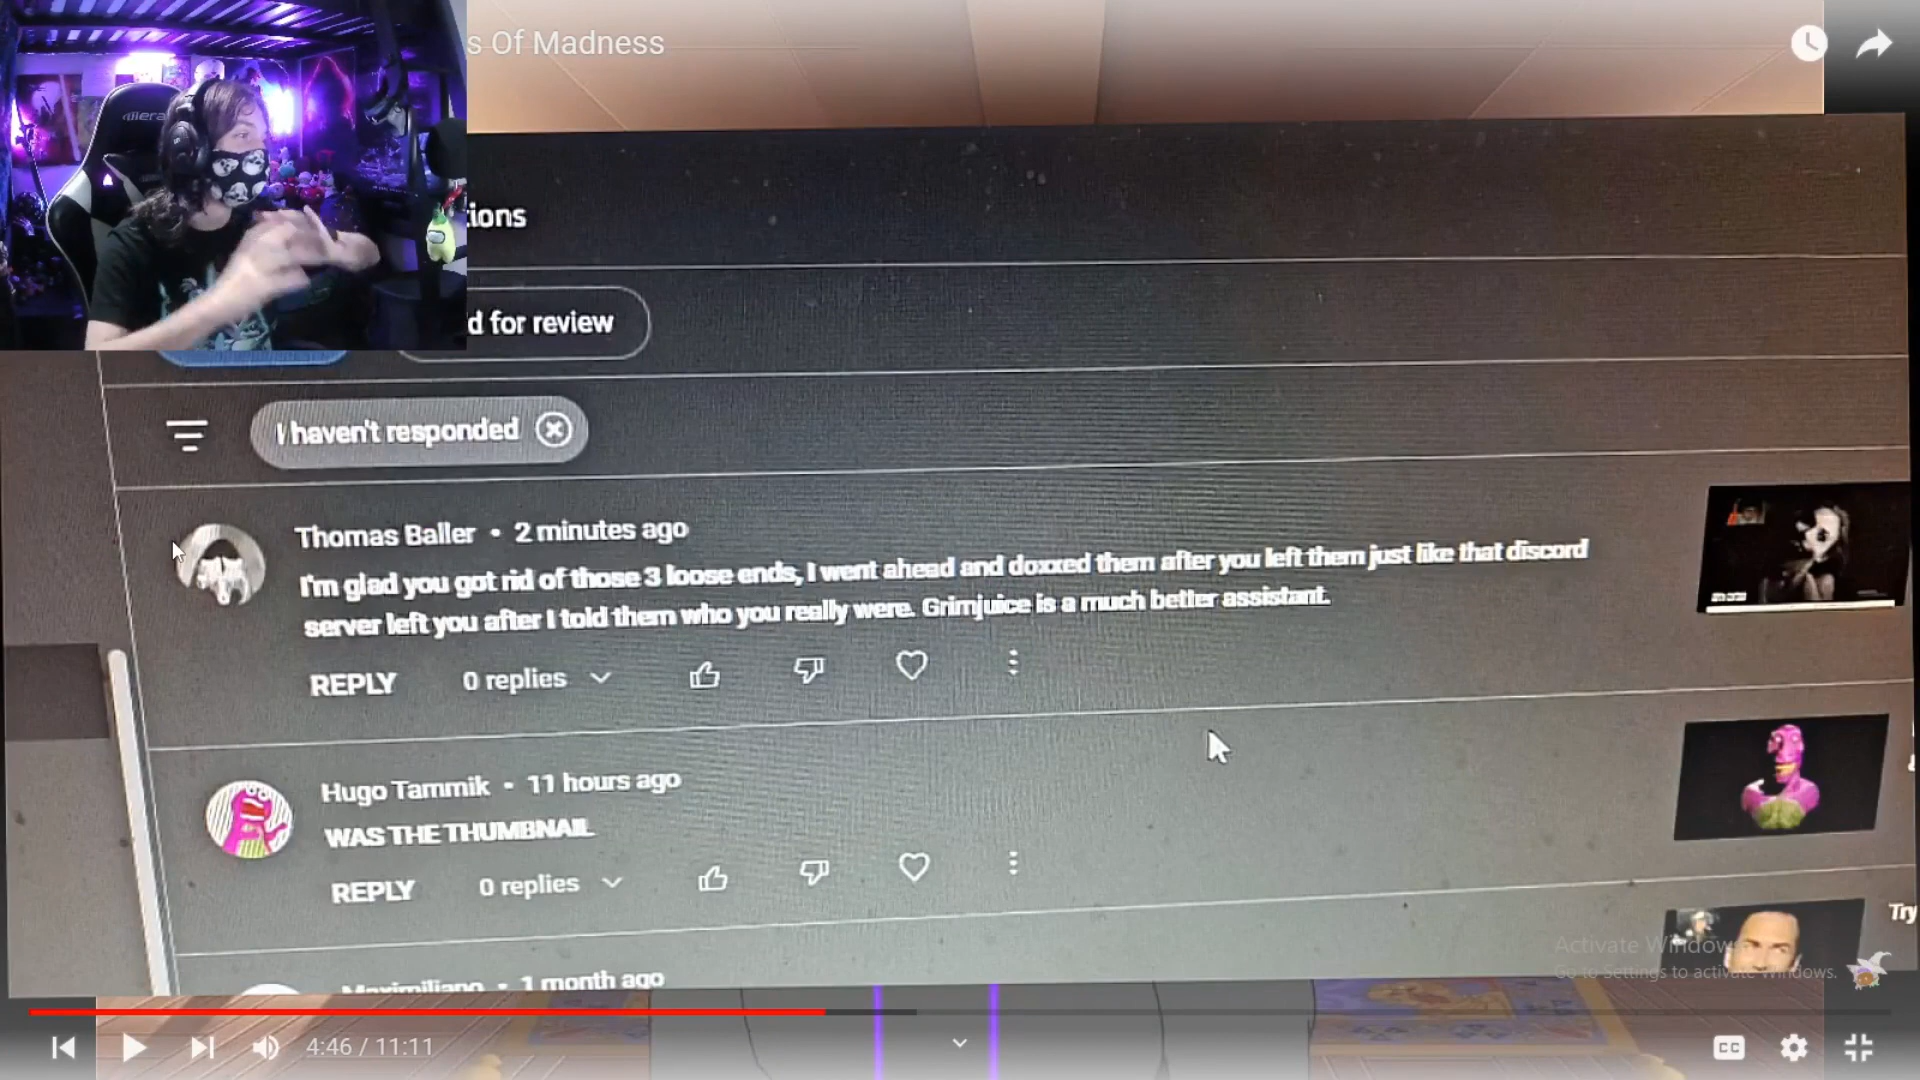 s Of Madness
tions
d for review
I haven't responded
Thomas Baller • 2 minutes ago
I'm glad you got rid of those 3 loose ends, I went ahead and doxxed them after you left them just like that discord
server left you after I told them who you really were. Grimjuice is a much better assistant.
REPLY 0 replies
Hugo Tammik • 11 hours ago
WAS THE THUMBNAIL
REPLY 0 replies
Maximiliano • 1 month ago
Try
Activate Windows
Go to Settings to activate Windows.
4:46 / 11:11
CC